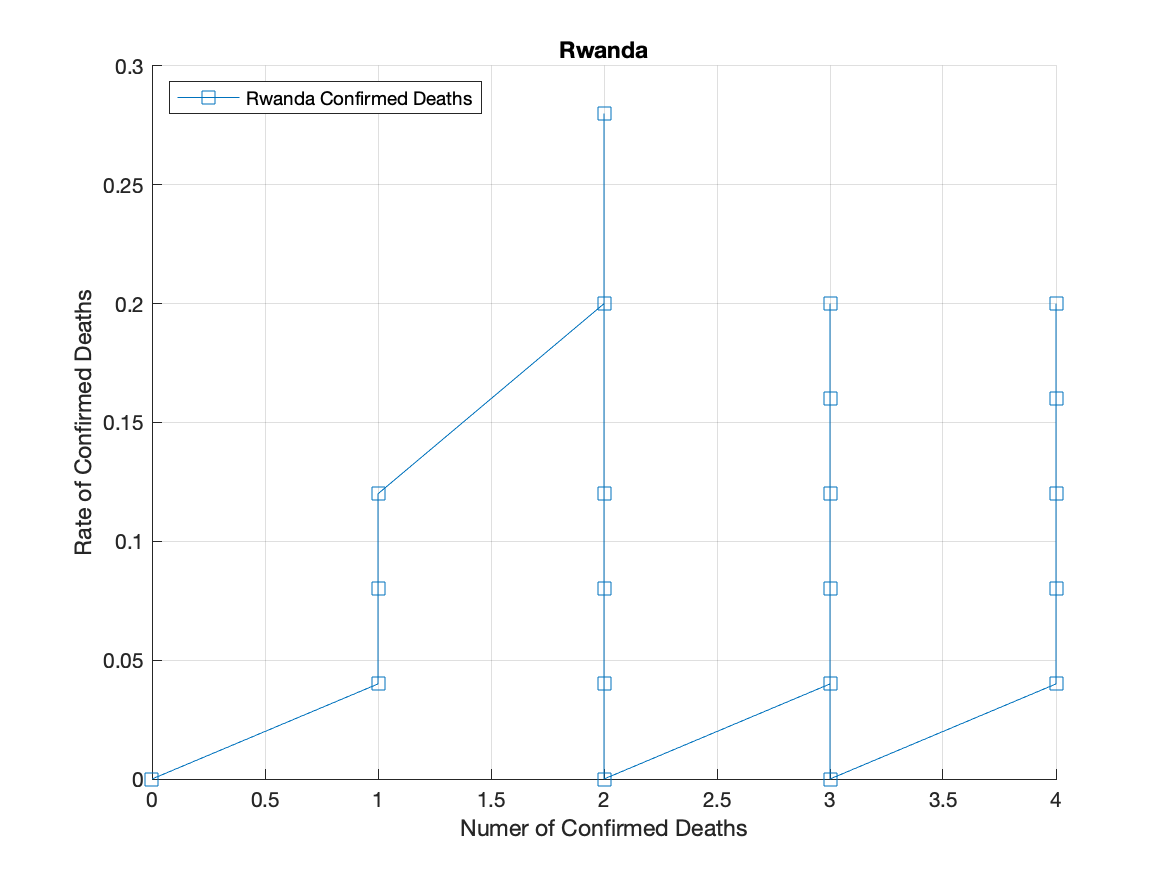 Rwanda
Rwanda Confirmed Deaths
0.3
0.25
0.2
0.15
0.1
0.05
0
Rate of Confirmed Deaths
0 0.5 1 1.5 2 2.5 3 3.5 4
Numer of Confirmed Deaths